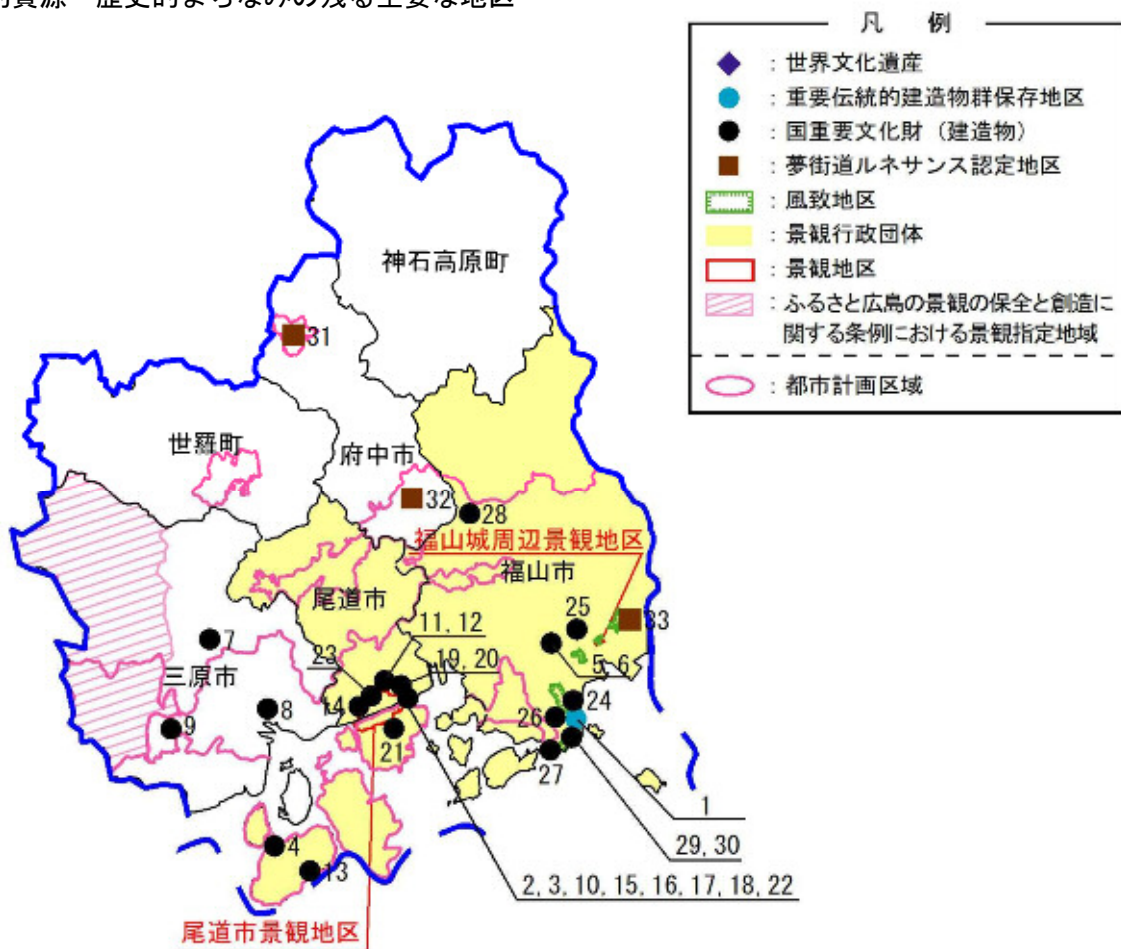 歴史的まちなみの残る主要な地区
凡 例
：世界文化遺産
：重要伝統的建造物群保存地区
：国重要文化財（建造物）
：夢街道ルネサンス認定地区
：風致地区
：景観行政団体
：景観地区
：ふるさと広島の景観の保全と創造に
関する条例における景観指定地域
：都市計画区域
神石高原町
31
世羅町
府中市
32
28
福山城周辺景観地区
福山市
尾道市
11, 12
25
33
7
23
19, 20
5, 6
三原市
8
14
24
9
21
26
27
1
4
29, 30
13
2, 3, 10, 15, 16, 17, 18, 22
尾道市景観地区